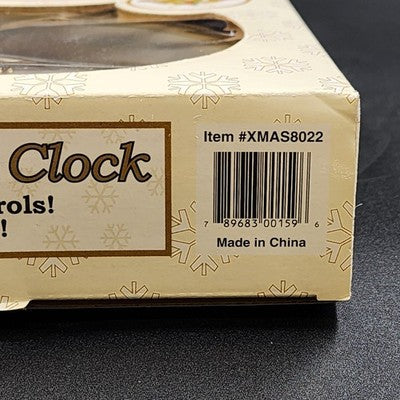 Clock
rols!
!
Item #XMAS8022
7 89683 00159 6
Made in China